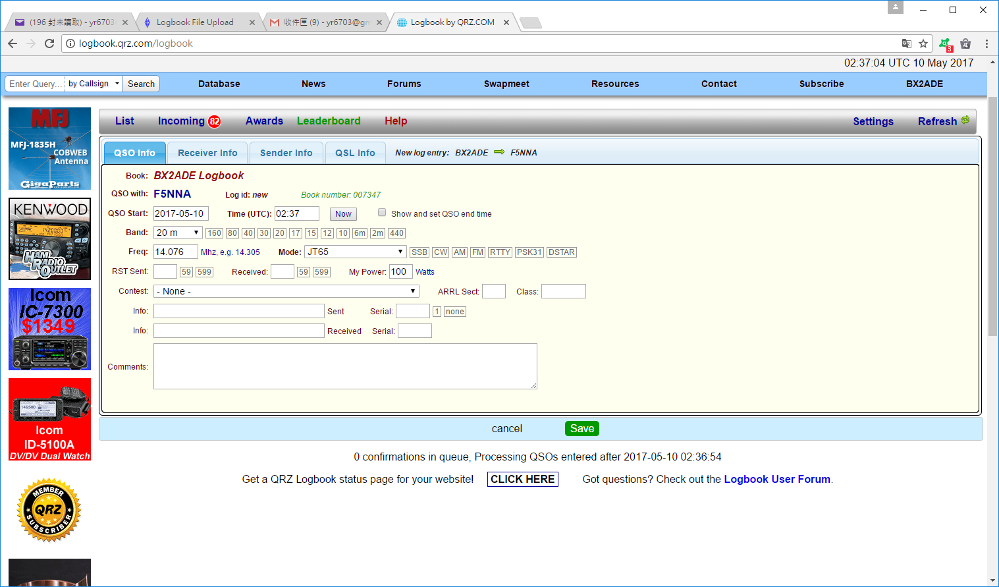 (196 封未讀取) - yr6703
Logbook File Upload
收件匣 (9) - yr6703@gm
Logbook by QRZ.COM
logbook.qrz.com/logbook
3
02:37:04 UTC 10 May 2017
Enter Query... by Callsign Search Database News Forums Swapmeet Resources Contact Subscribe BX2ADE
List Incoming 82 Awards Leaderboard Help Settings Refresh
QSO Info Receiver Info Sender Info QSL Info New log entry: BX2ADE F5NNA
Book: BX2ADE Logbook
QSO with: F5NNA Log id: new Book number: 007347
QSO Start: 2017-05-10 Time (UTC): 02:37 Now Show and set QSO end time
Band: 20 m 160 80 40 30 20 17 15 12 10 6m 2m 440
Freq: 14.076 Mhz, e.g. 14.305 Mode: JT65 SSB CW AM FM RTTY PSK31 DSTAR
RST Sent: 59 599 Received: 59 599 My Power: 100 Watts
Contest: - None - ARRL Sect: Class:
Info: Sent Serial: 1 none
Info: Received Serial:
Comments:
cancel Save
0 confirmations in queue, Processing QSOs entered after 2017-05-10 02:36:54
Get a QRZ Logbook status page for your website! CLICK HERE Got questions? Check out the Logbook User Forum.
MFJ
MFJ-1835H
COBWEB
Antenna
GigaParts
KENWOOD
HAM
RADIO
OUTLET
Icom
IC-7300
$1349
Icom
ID-5100A
DV/DV Dual Watch
MEMBER
QRZ
SUBSCRIBER